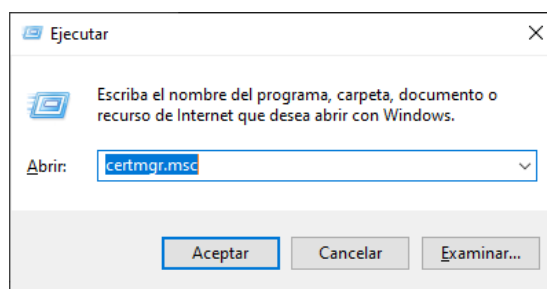 Ejecutar
Escriba el nombre del programa, carpeta, documento o
recurso de Internet que desea abrir con Windows.
Abrir: certmgr.msc
Aceptar Cancelar Examinar...